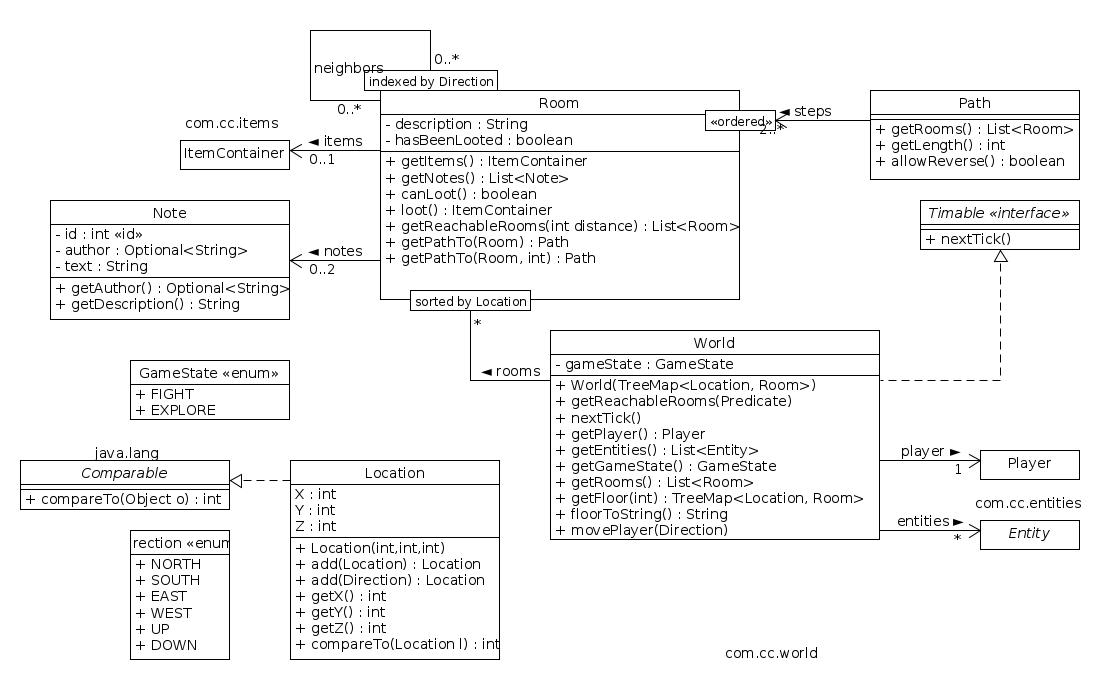 neighbors
0..*
indexed by Direction
0..*
Room
- description : String
- hasBeenLooted : boolean
+ getItems() : ItemContainer
+ getNotes() : List<Note>
+ canLoot() : boolean
+ loot() : ItemContainer
+ getReachableRooms(int distance) : List<Room>
+ getPathTo(Room) : Path
+ getPathTo(Room, int) : Path
«ordered»
2..*
◄ steps
Path
+ getRooms() : List<Room>
+ getLength() : int
+ allowReverse() : boolean
com.cc.items
ItemContainer
◄ items
0..1
Note
- id : int «id»
- author : Optional<String>
- text : String
+ getAuthor() : Optional<String>
+ getDescription() : String
◄ notes
0..2
Timable «interface»
+ nextTick()
sorted by Location
*
◄ rooms
World
- gameState : GameState
+ World(TreeMap<Location, Room>)
+ getReachableRooms(Predicate)
+ nextTick()
+ getPlayer() : Player
+ getEntities() : List<Entity>
+ getGameState() : GameState
+ getRooms() : List<Room>
+ getFloor(int) : TreeMap<Location, Room>
+ floorToString() : String
+ movePlayer(Direction)
GameState «enum»
+ FIGHT
+ EXPLORE
java.lang
Comparable
+ compareTo(Object o) : int
Location
X : int
Y : int
Z : int
+ Location(int,int,int)
+ add(Location) : Location
+ add(Direction) : Location
+ getX() : int
+ getY() : int
+ getZ() : int
+ compareTo(Location l) : int
rection «enum
+ NORTH
+ SOUTH
+ EAST
+ WEST
+ UP
+ DOWN
player ►
1
Player
com.cc.entities
entities ►
*
Entity
com.cc.world